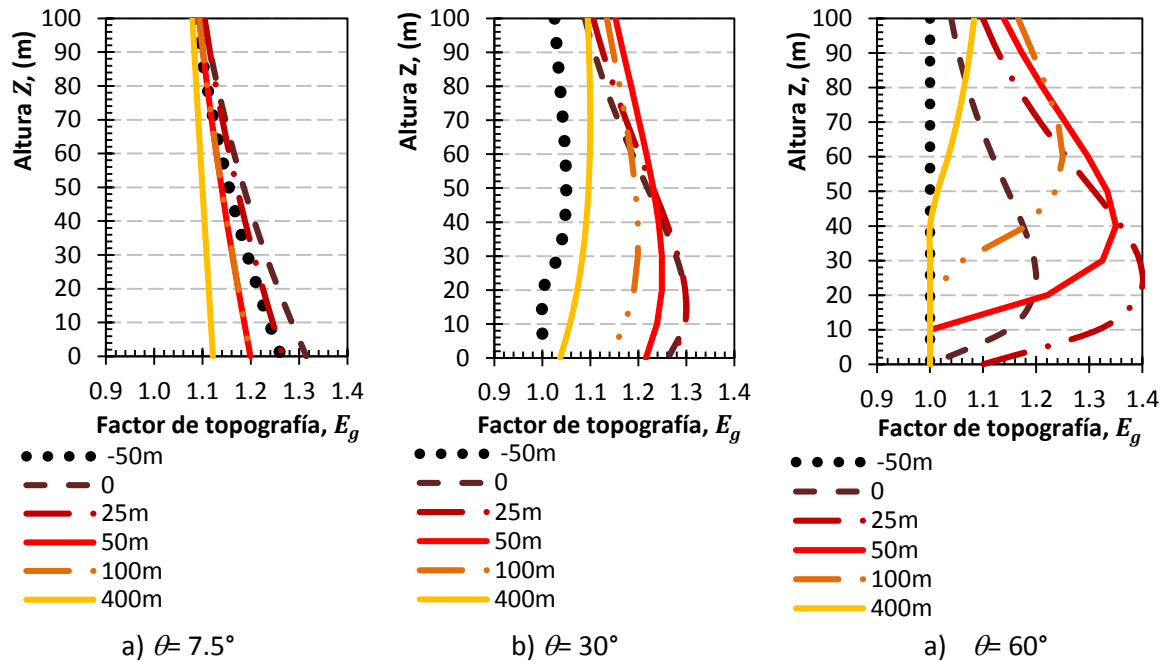 Altura Z, (m)
100
90
80
70
60
50
40
30
20
10
0
0.9 1.0 1.1 1.2 1.3 1.4
Factor de topografía, E_g
-50m
0
25m
50m
100m
400m
a) θ= 7.5°
Altura Z, (m)
100
90
80
70
60
50
40
30
20
10
0
0.9 1.0 1.1 1.2 1.3 1.4
Factor de topografía, E_g
-50m
0
25m
50m
100m
400m
b) θ= 30°
Altura Z, (m)
100
90
80
70
60
50
40
30
20
10
0
0.9 1.0 1.1 1.2 1.3 1.4
Factor de topografía, E_g
-50m
0
25m
50m
100m
400m
a) θ= 60°